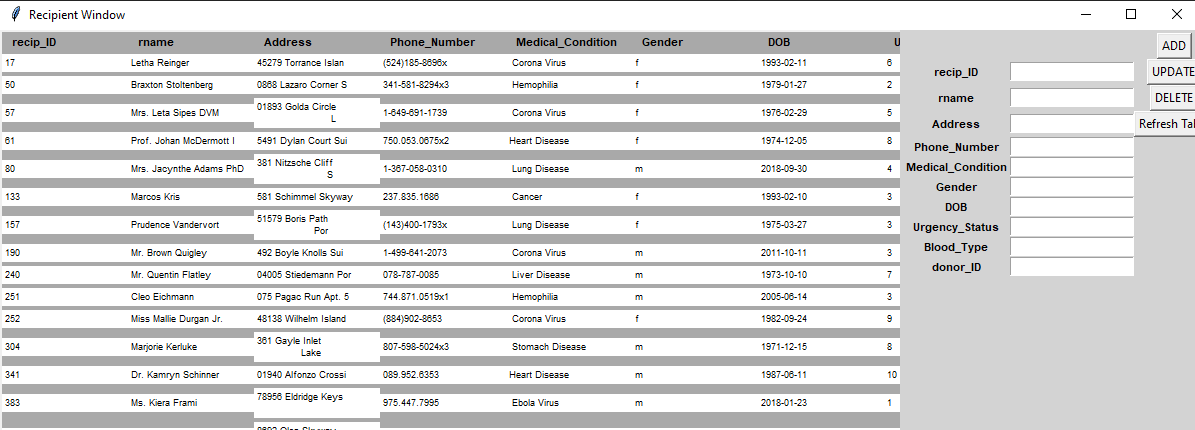 Recipient Window
recip_ID rname Address Phone_Number Medical_Condition Gender DOB U
17 Letha Reinger 45279 Torrance Islan (524)185-8696x Corona Virus f 1993-02-11 6
50 Braxton Stoltenberg 0868 Lazaro Corner S 341-581-8294x3 Hemophilia f 1979-01-27 2
57 Mrs. Leta Sipes DVM 01893 Golda Circle 1-649-691-1739 Corona Virus f 1976-02-29 5
L
61 Prof. Johan McDermott I 5491 Dylan Court Sui 750.053.0675x2 Heart Disease f 1974-12-05 8
80 Mrs. Jacynthe Adams PhD 381 Nitzsche Cliff 1-367-058-0310 Lung Disease m 2018-09-30 4
S
133 Marcos Kris 581 Schimmel Skyway 237.835.1686 Cancer f 1993-02-10 3
157 Prudence Vandervort 51579 Boris Path (143)400-1793x Lung Disease f 1975-03-27 3
Por
190 Mr. Brown Quigley 492 Boyle Knolls Sui 1-499-641-2073 Corona Virus m 2011-10-11 3
240 Mr. Quentin Flatley 04005 Stiedemann Por 078-787-0085 Liver Disease m 1973-10-10 7
251 Cleo Eichmann 075 Pagac Run Apt. 5 744.871.0519x1 Hemophilia m 2005-06-14 3
252 Miss Mallie Durgan Jr. 48138 Wilhelm Island (884)902-8653 Corona Virus f 1982-09-24 9
304 Marjorie Kerluke 361 Gayle Inlet 807-598-5024x3 Stomach Disease m 1971-12-15 8
Lake
341 Dr. Kamryn Schinner 01940 Alfonzo Crossi 089.952.6353 Heart Disease m 1987-06-11 10
383 Ms. Kiera Frami 78956 Eldridge Keys 975.447.7995 Ebola Virus m 2018-01-23 1
ADD
recip_ID UPDATE
rname DELETE
Address Refresh Tal
Phone_Number
Medical_Condition
Gender
DOB
Urgency_Status
Blood_Type
donor_ID